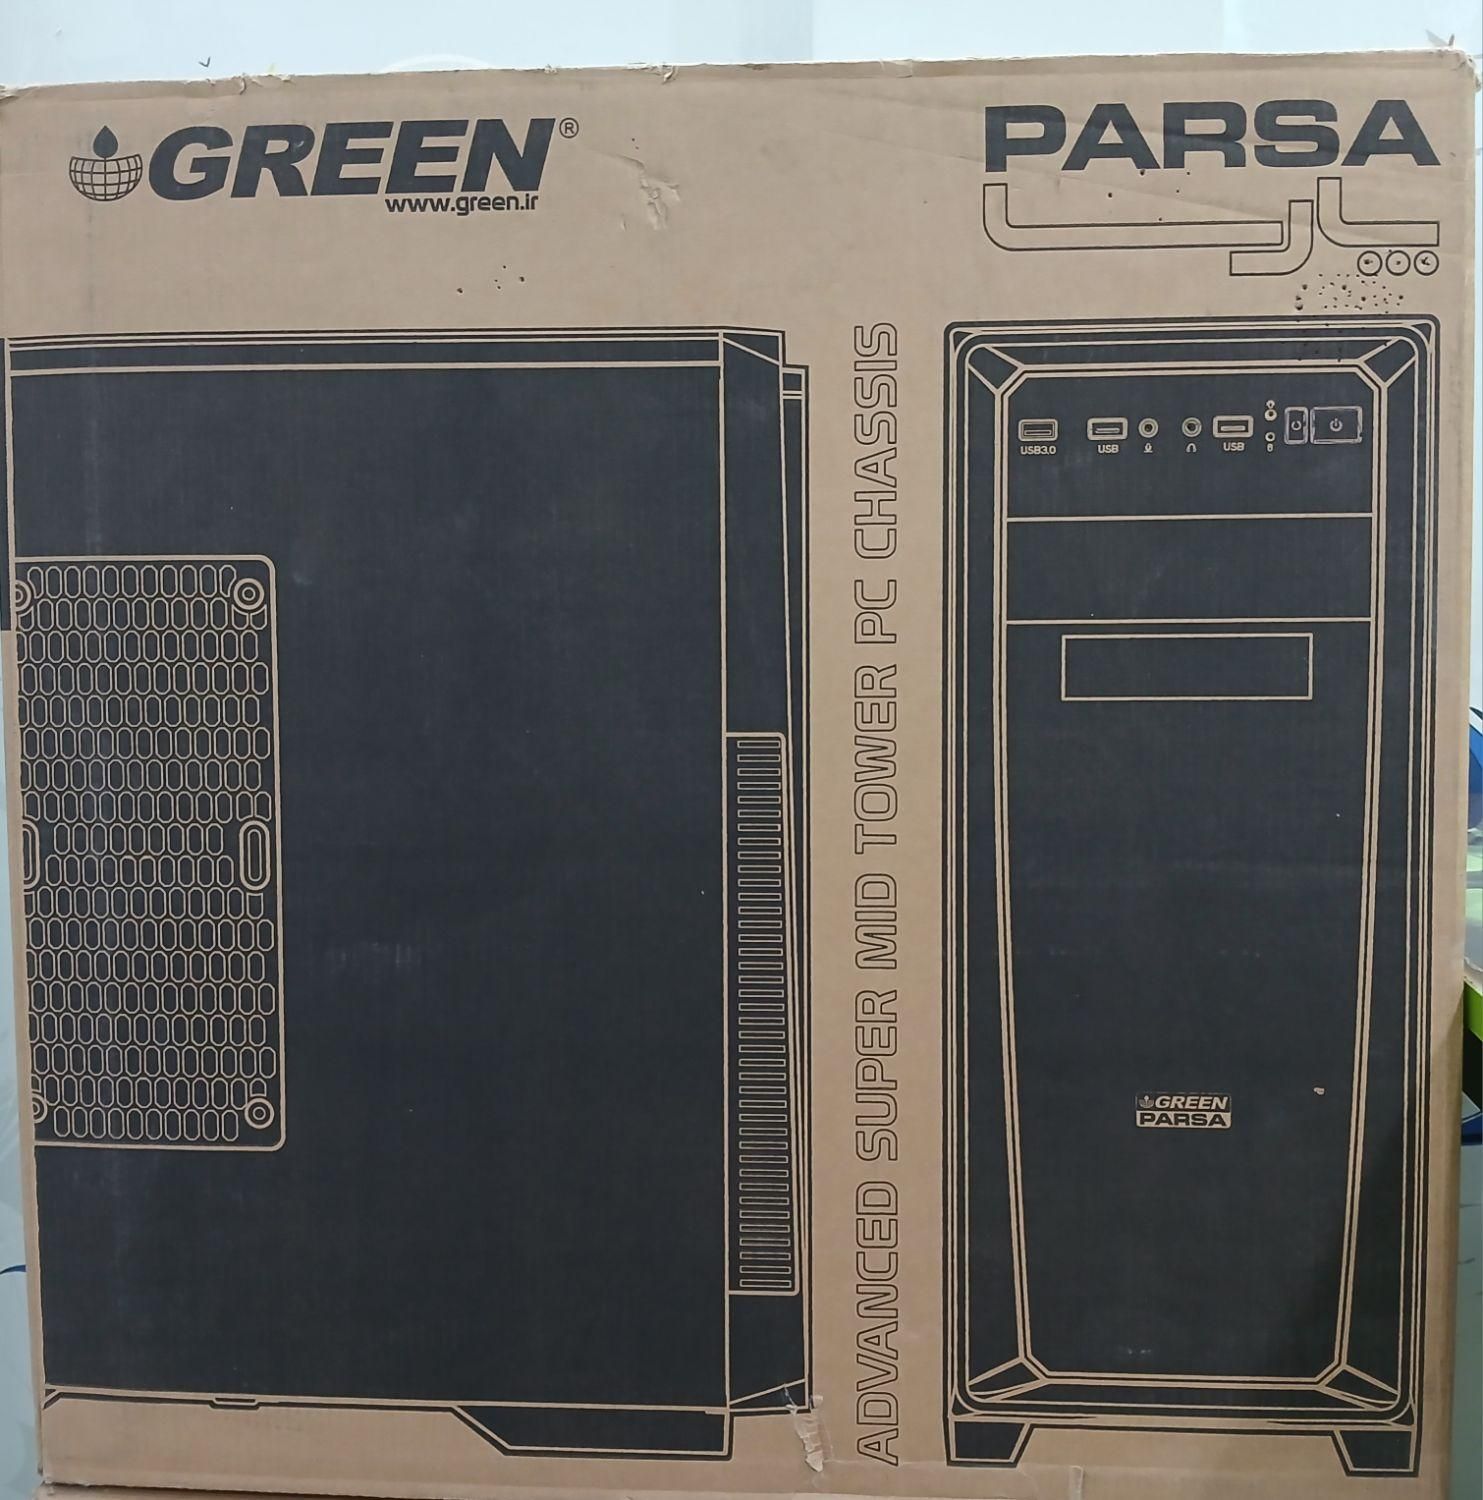 GREEN®
www.green.ir
PARSA
پارسا
ADVANCED SUPER MID TOWER PC CHASSIS
USB3.0
USB
USB
GREEN
PARSA